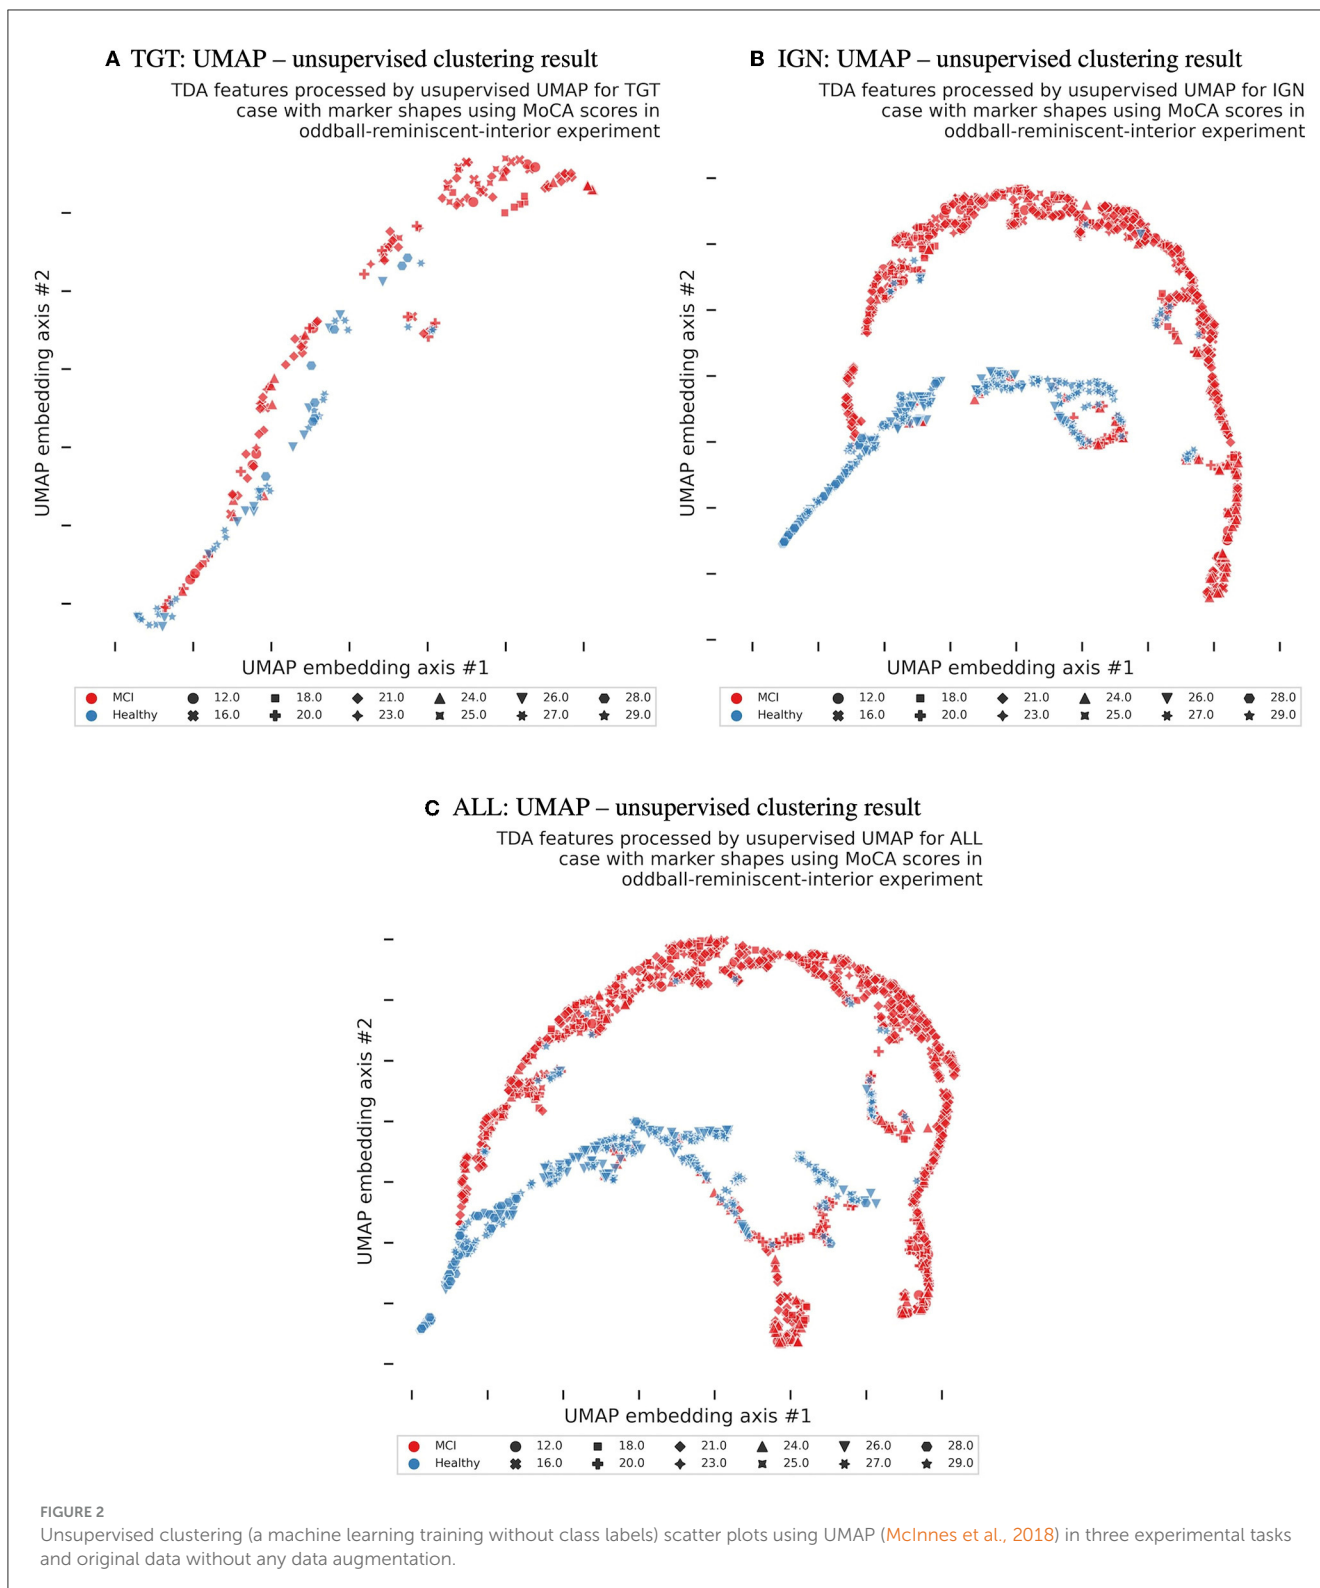 A TGT: UMAP – unsupervised clustering result
TDA features processed by usupervised UMAP for TGT
case with marker shapes using MoCA scores in
oddball-reminiscent-interior experiment
UMAP embedding axis #2
UMAP embedding axis #1
MCI 12.0 18.0 21.0 24.0 26.0 28.0
Healthy 16.0 20.0 23.0 25.0 27.0 29.0
B IGN: UMAP – unsupervised clustering result
TDA features processed by usupervised UMAP for IGN
case with marker shapes using MoCA scores in
oddball-reminiscent-interior experiment
UMAP embedding axis #2
UMAP embedding axis #1
MCI 12.0 18.0 21.0 24.0 26.0 28.0
Healthy 16.0 20.0 23.0 25.0 27.0 29.0
C ALL: UMAP – unsupervised clustering result
TDA features processed by usupervised UMAP for ALL
case with marker shapes using MoCA scores in
oddball-reminiscent-interior experiment
UMAP embedding axis #2
UMAP embedding axis #1
MCI 12.0 18.0 21.0 24.0 26.0 28.0
Healthy 16.0 20.0 23.0 25.0 27.0 29.0
FIGURE 2
Unsupervised clustering (a machine learning training without class labels) scatter plots using UMAP (McInnes et al., 2018) in three experimental tasks
and original data without any data augmentation.